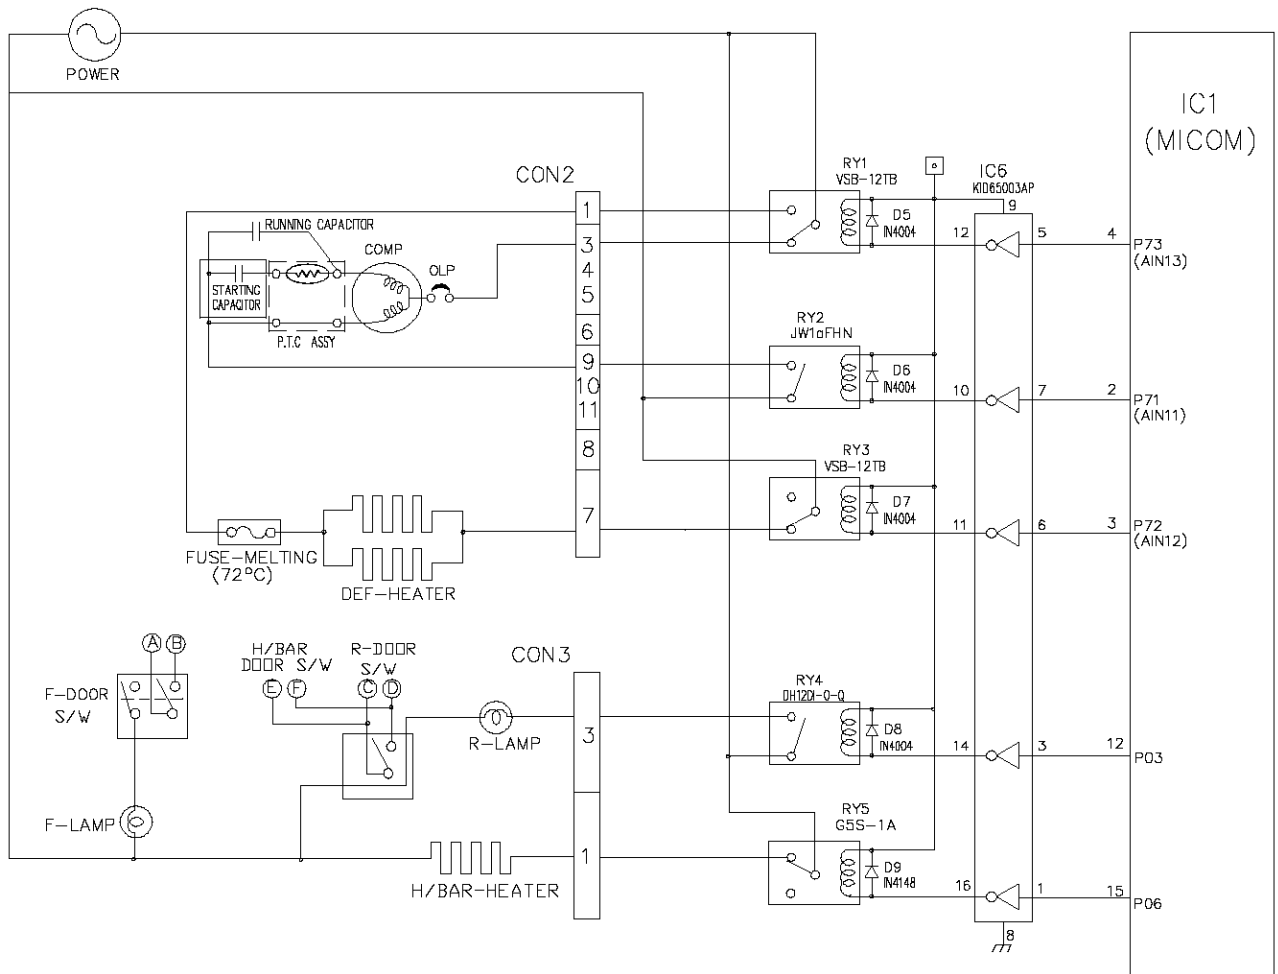 POWER
IC1
(MICOM)
CON2
RY1
VSB-12TB
IC6
KID65003AP
9
1
RUNNING CAPACITOR
D5
IN4004
12
5
4
P73
(AIN13)
3
COMP
OLP
4
5
STARTING
CAPACITOR
P.T.C ASSY
6
RY2
JW1aFHN
9
10
11
D6
IN4004
10
7
2
P71
(AIN11)
8
RY3
VSB-12TB
7
D7
IN4004
11
6
3
P72
(AIN12)
FUSE-MELTING
(72°C)
DEF-HEATER
A
B
H/BAR
DOOR S/W
R-DOOR
S/W
CON3
E
F
C
D
F-DOOR
S/W
RY4
DH12D1-O-Q
R-LAMP
3
D8
IN4004
14
3
12
P03
F-LAMP
RY5
G5S-1A
1
H/BAR-HEATER
D9
IN4148
16
1
15
P06
8